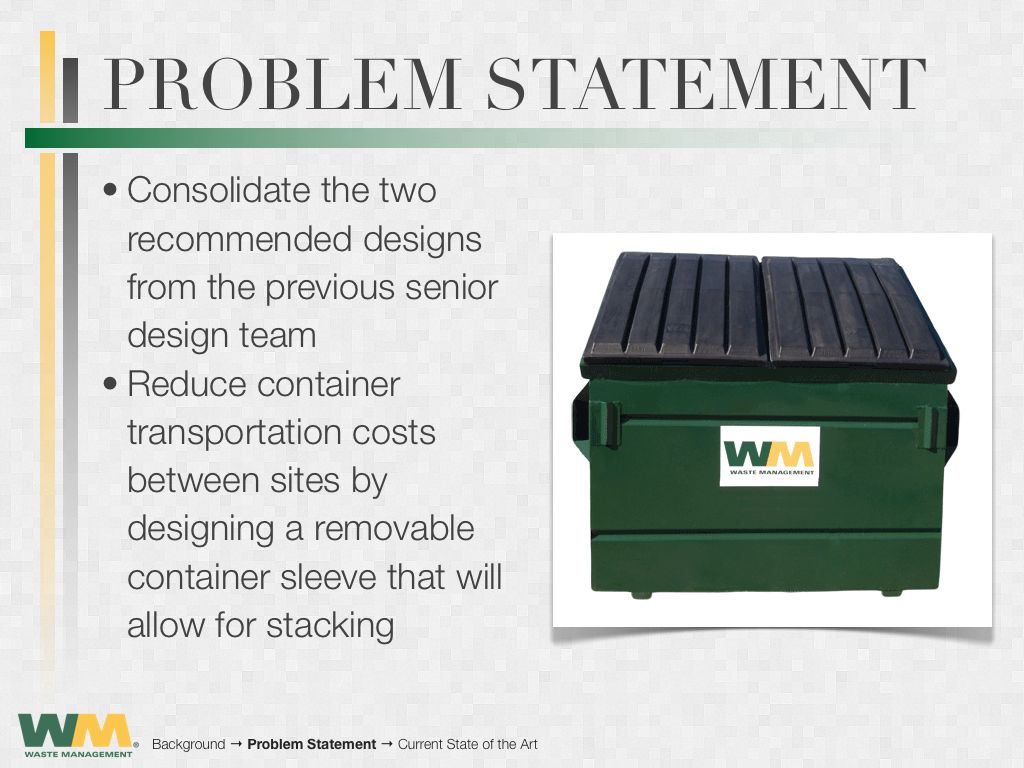 PROBLEM STATEMENT
• Consolidate the two
recommended designs
from the previous senior
design team
• Reduce container
transportation costs
between sites by
designing a removable
container sleeve that will
allow for stacking
WM
WASTE MANAGEMENT
WM®
WASTE MANAGEMENT
Background → Problem Statement → Current State of the Art